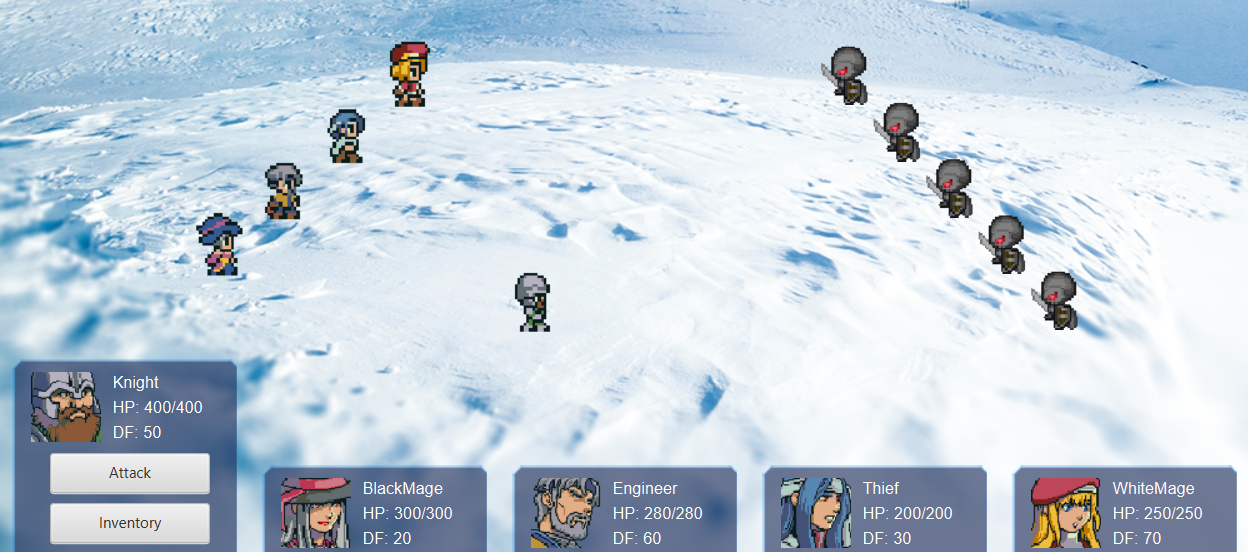 Knight
HP: 400/400
DF: 50
Attack
Inventory
BlackMage
HP: 300/300
DF: 20
Engineer
HP: 280/280
DF: 60
Thief
HP: 200/200
DF: 30
WhiteMage
HP: 250/250
DF: 70